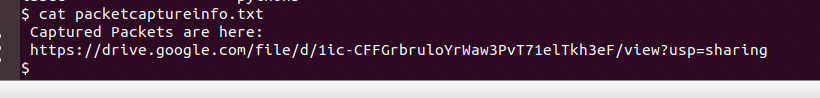 $ cat packetcaptureinfo.txt
Captured Packets are here:
https://drive.google.com/file/d/1ic-CFFGrbruloYrWaw3PvT71elTkh3eF/view?usp=sharing
$